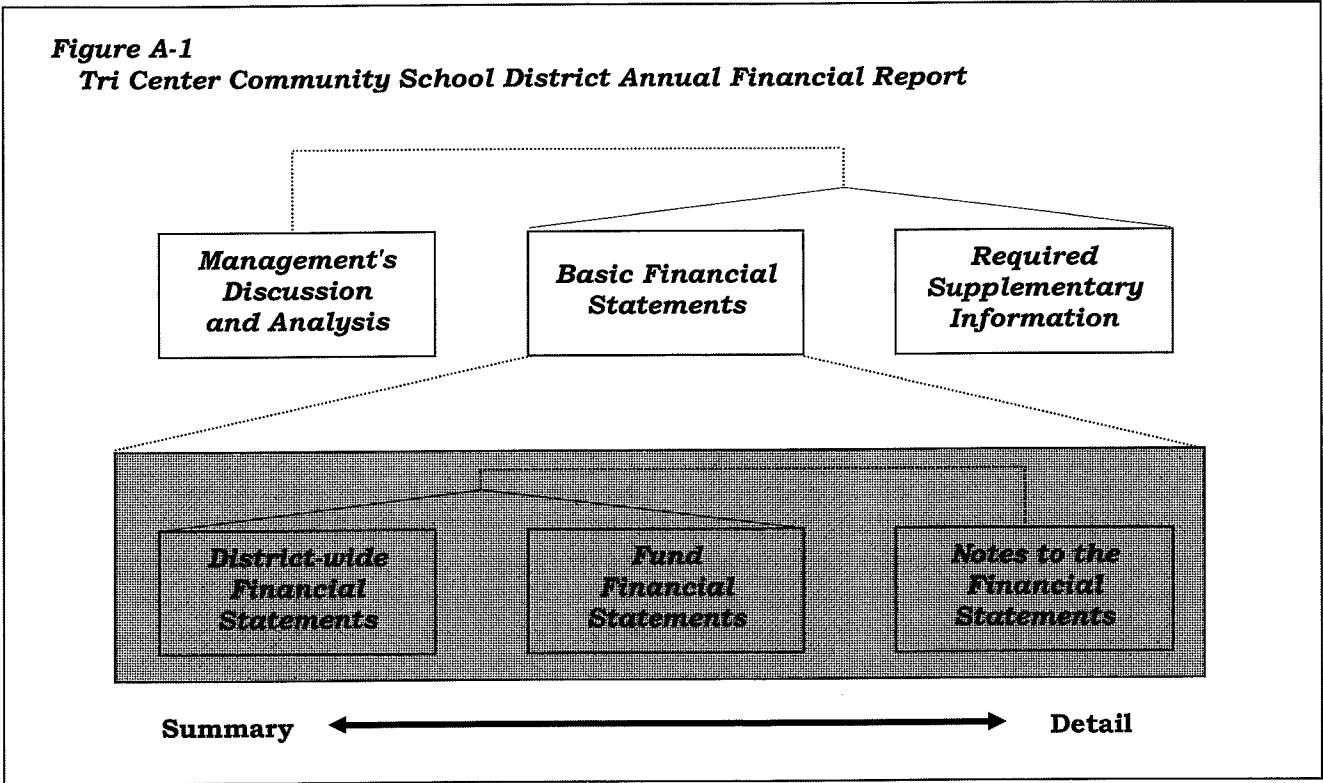 Figure A-1
Tri Center Community School District Annual Financial Report
Management's
Discussion
and Analysis
Basic Financial
Statements
Required
Supplementary
Information
District-wide
Financial
Statements
Fund
Financial
Statements
Notes to the
Financial
Statements
Summary
Detail